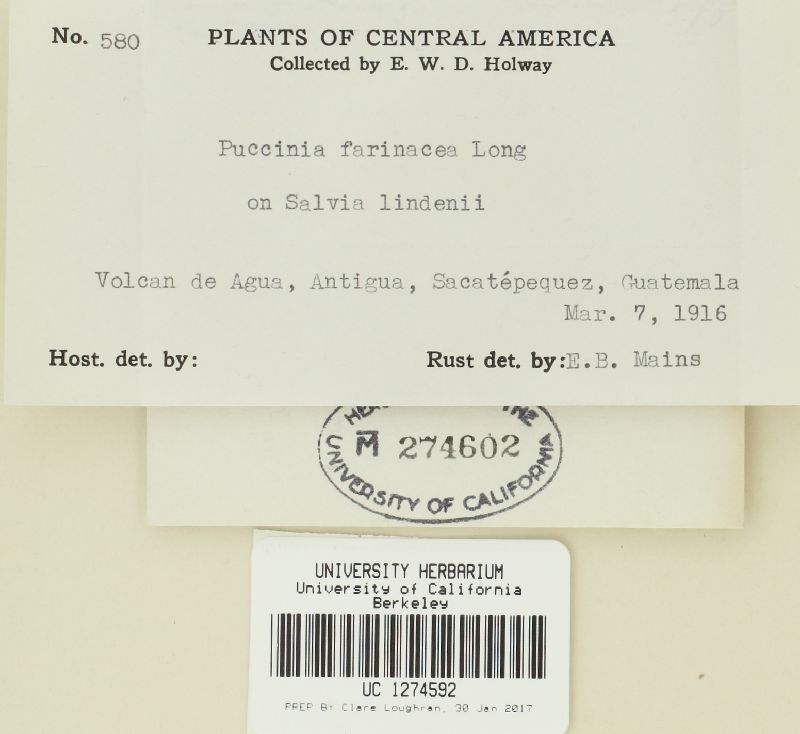 No. 580
PLANTS OF CENTRAL AMERICA
Collected by E. W. D. Holway
Puccinia farinacea Long
on Salvia lindenii
Volcan de Agua, Antigua, Sacatépequez, Guatemala
Mar. 7, 1916
Host. det. by:
Rust det. by: E.B. Mains
M 274602
UNIVERSITY OF CALIFORNIA
UNIVERSITY HERBARIUM
University of California
Berkeley
UC 1274592
PREP BY Clare Loughran, 30 Jan 2017